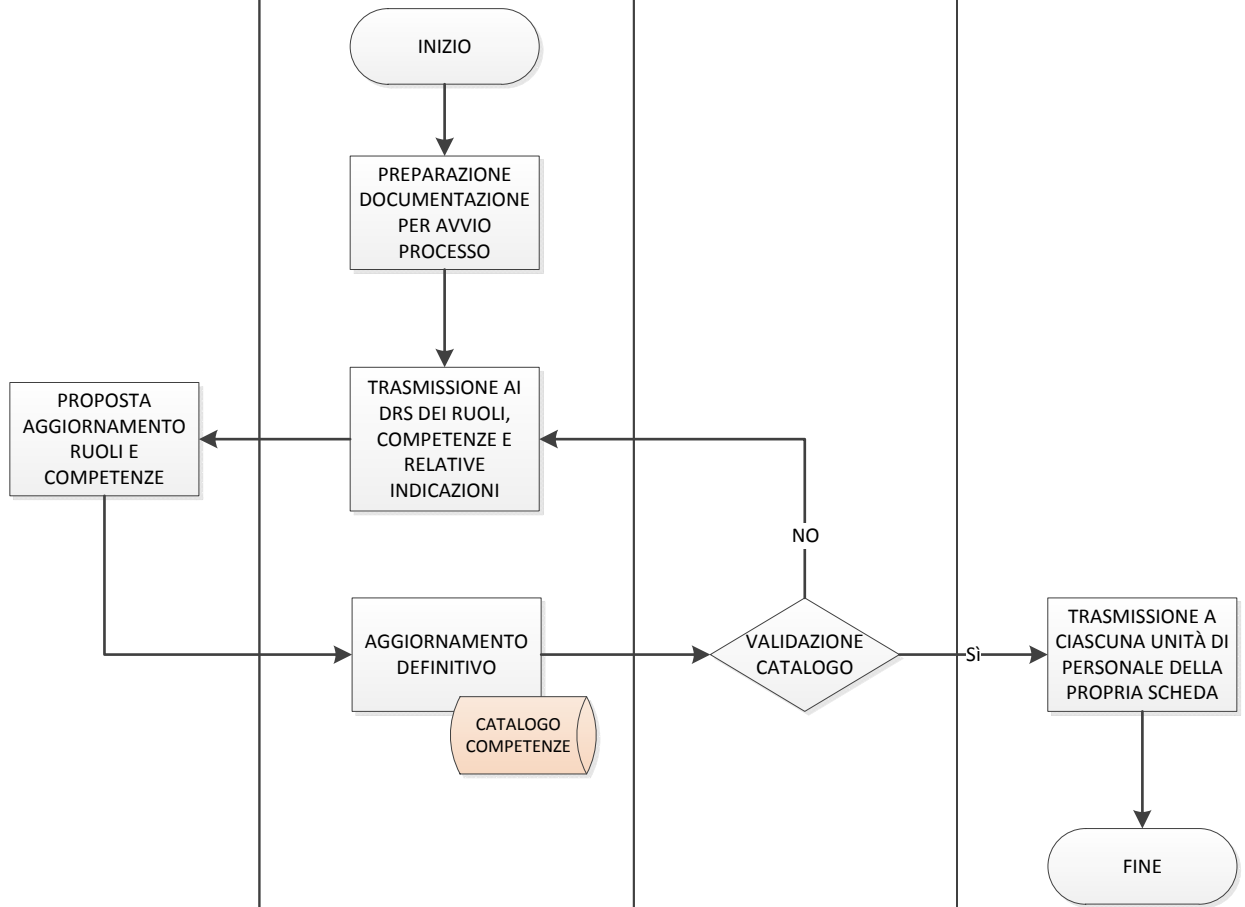 INIZIO
PREPARAZIONE
DOCUMENTAZIONE
PER AVVIO
PROCESSO
TRASMISSIONE AI
DRS DEI RUOLI,
COMPETENZE E
RELATIVE
INDICAZIONI
PROPOSTA
AGGIORNAMENTO
RUOLI E
COMPETENZE
NO
AGGIORNAMENTO
DEFINITIVO
CATALOGO
COMPETENZE
VALIDAZIONE
CATALOGO
Sì
TRASMISSIONE A
CIASCUNA UNITÀ DI
PERSONALE DELLA
PROPRIA SCHEDA
FINE